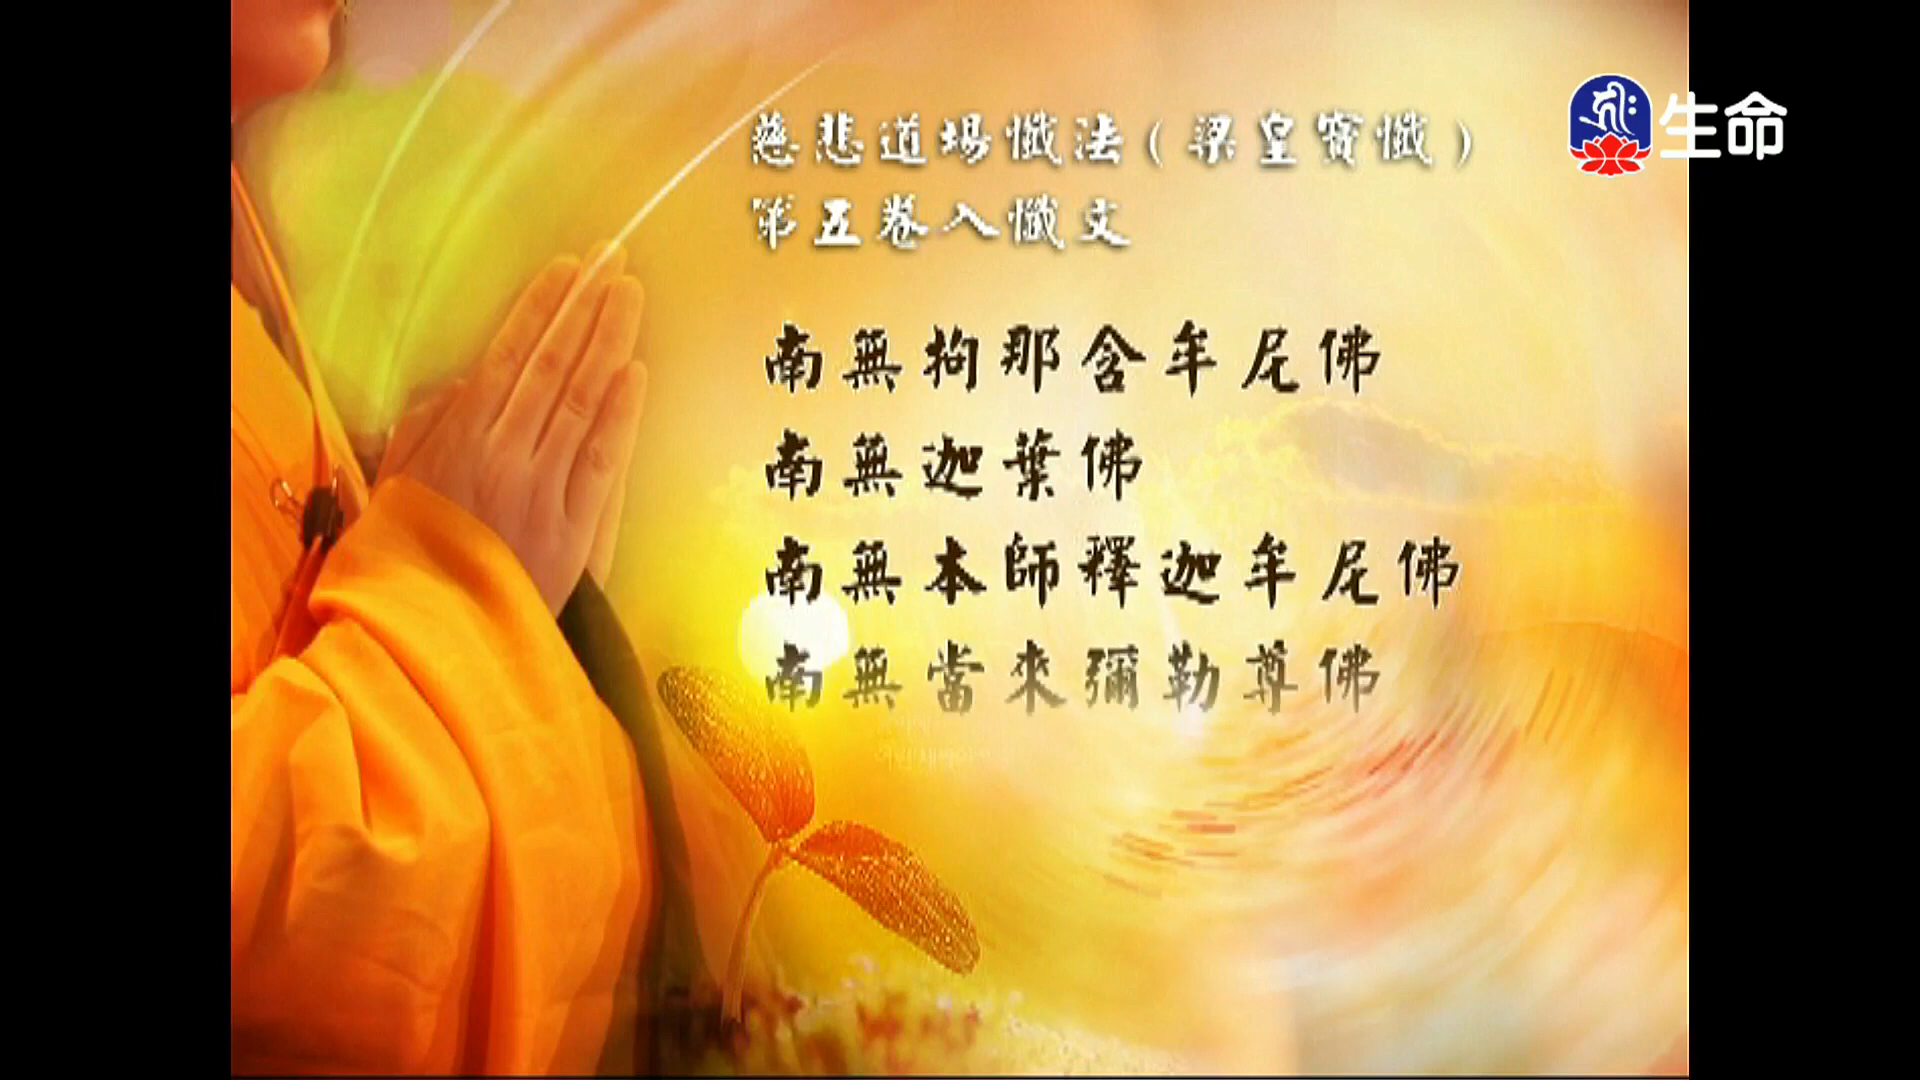 慈悲道場懺法(梁皇寶懺)
第五卷入懺文
南無拘那含牟尼佛
南無迦葉佛
南無本師釋迦牟尼佛
南無當來彌勒尊佛
生命